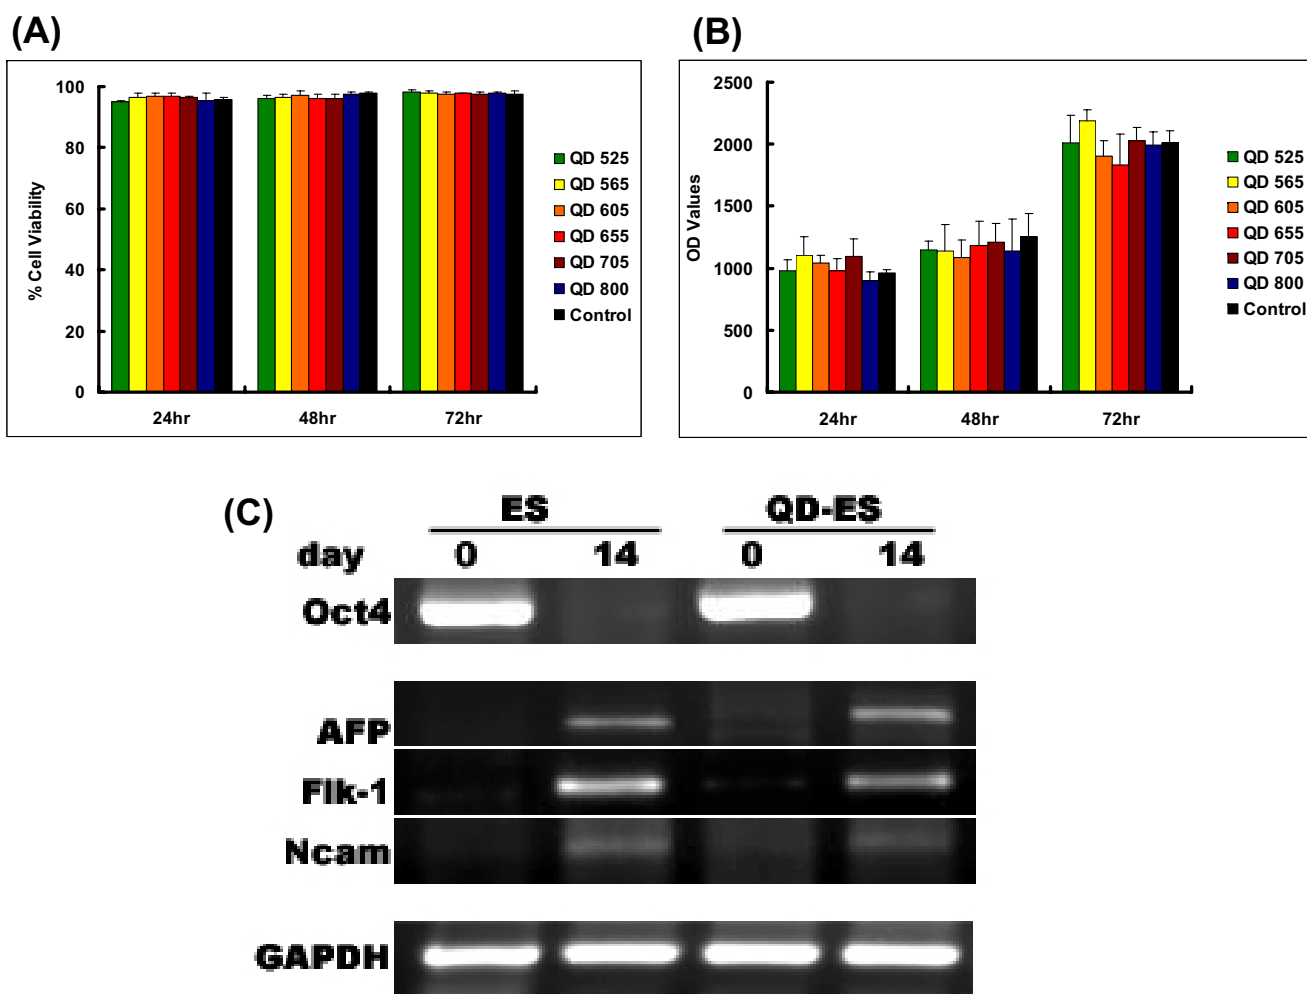 (A)
100
80
60
40
20
0
% Cell Viability
24hr 48hr 72hr
QD 525
QD 565
QD 605
QD 655
QD 705
QD 800
Control
(B)
2500
2000
1500
1000
500
0
OD Values
24hr 48hr 72hr
QD 525
QD 565
QD 605
QD 655
QD 705
QD 800
Control
(C)
ES QD-ES
day 0 14 0 14
Oct4
AFP
Flk-1
Ncam
GAPDH